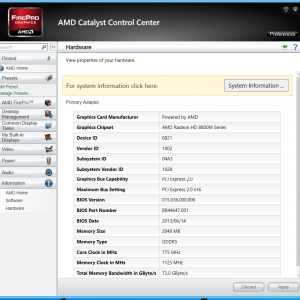 FIREPRO
GRAPHICS
AMD
AMD Catalyst Control Center
Preferences
Search
Pinned
AMD Home
Presets
Add Preset...
Manage Presets...
AMD FirePro™
Desktop Management
Common Display Tasks
My Built-in Displays
Video
Power
Audio
Information
AMD Home
Software
Hardware
Hardware
View properties of your hardware.
For system information click here.
System Information ...
Primary Adapter
Graphics Card Manufacturer Powered by AMD
Graphics Chipset AMD Radeon HD 8800M Series
Device ID 6821
Vendor ID 1002
Subsystem ID 04A3
Subsystem Vendor ID 1028
Graphics Bus Capability PCI Express 2.0
Maximum Bus Setting PCI Express 2.0 x16
BIOS Version 015.036.000.006
BIOS Part Number BR44647.001
BIOS Date 2013/06/14
Memory Size 2048 MB
Memory Type GDDR5
Core Clock in MHz 775 MHz
Memory Clock in MHz 1125 MHz
Total Memory Bandwidth in GByte/s 72.0 GByte/s
Discard
Apply